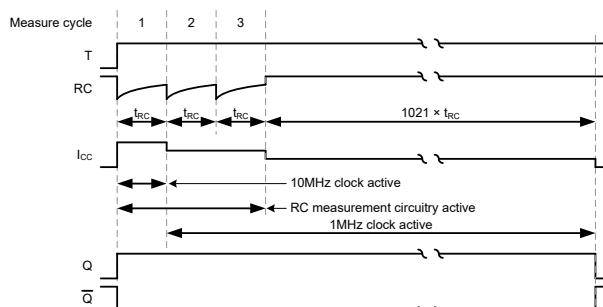 Measure cycle 1 2 3
T
RC
tRC tRC tRC 1021 × tRC
ICC
10MHz clock active
RC measurement circuitry active
1MHz clock active
Q
Q̅